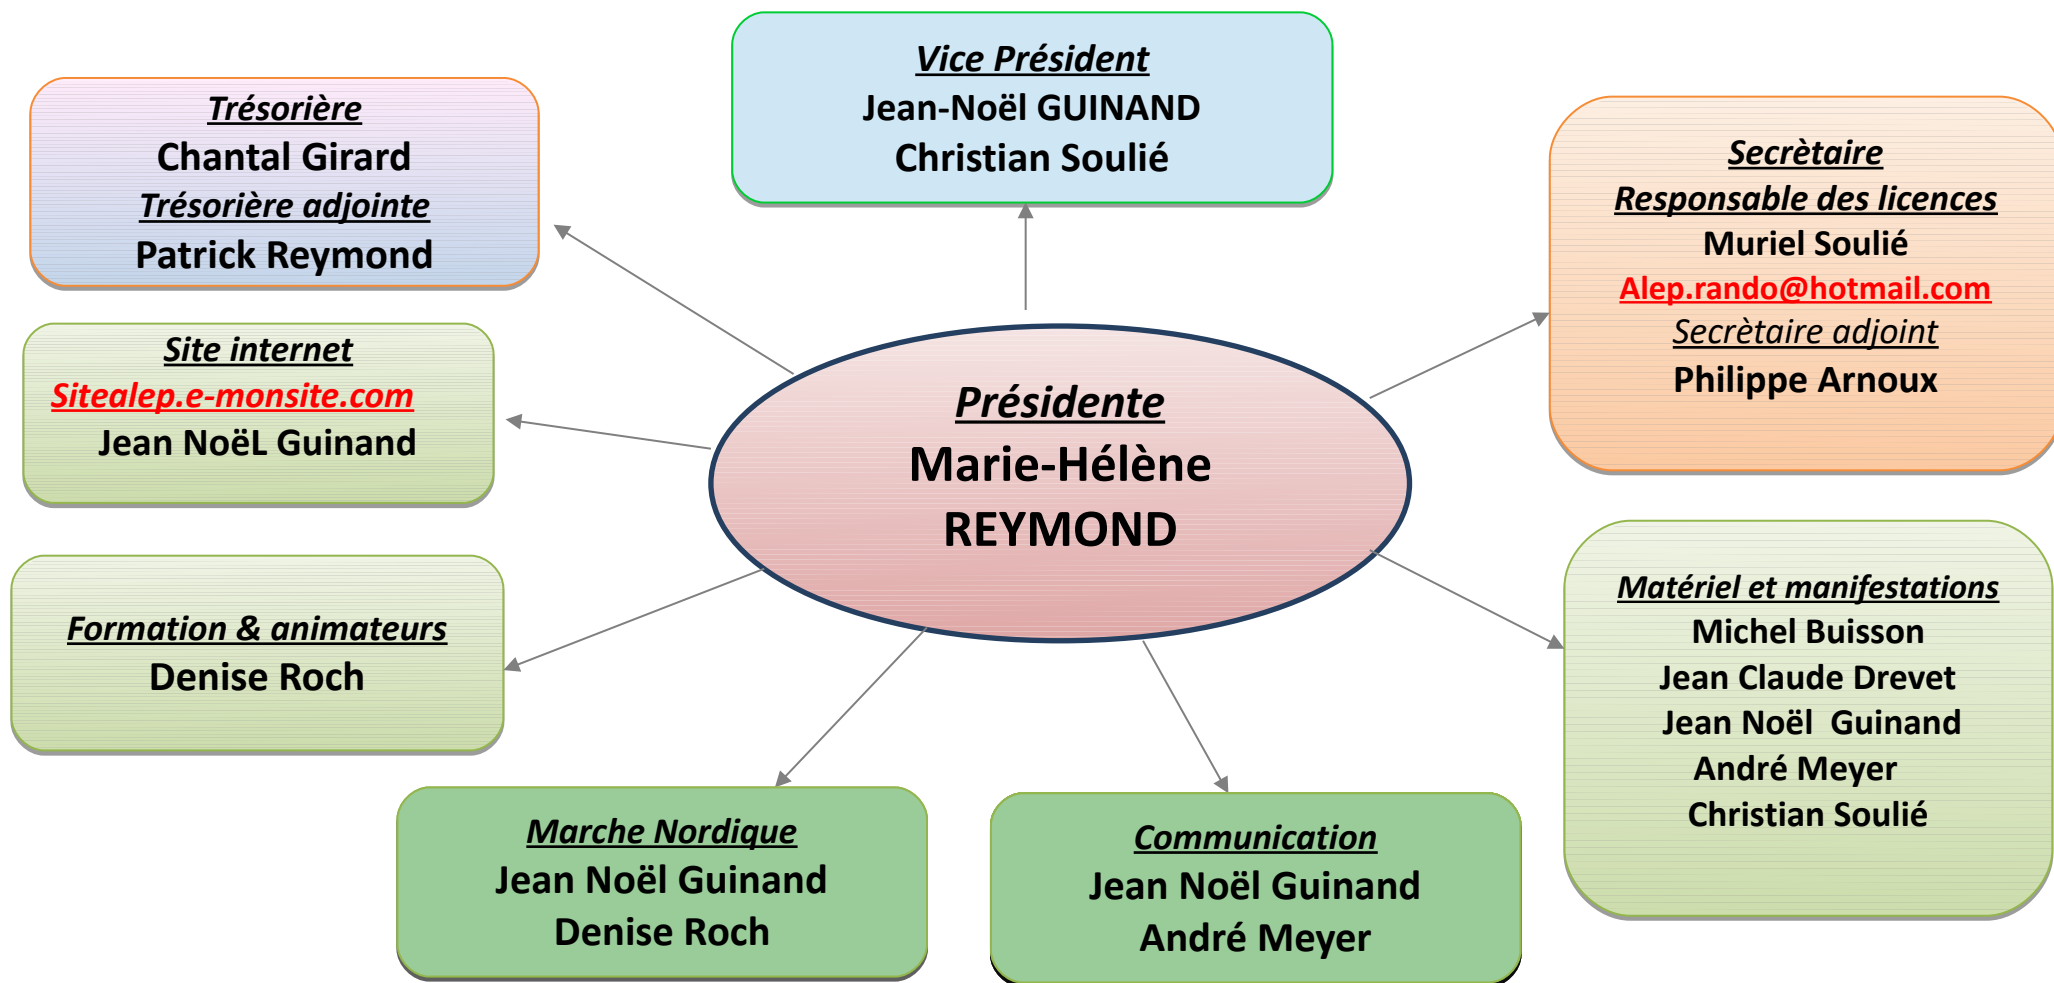 Vice Président
Jean-Noël GUINAND
Christian Soulié
Trésorière
Chantal Girard
Trésorière adjointe
Patrick Reymond
Secrètaire
Responsable des licences
Muriel Soulié
Alep.rando@hotmail.com
Secrètaire adjoint
Philippe Arnoux
Site internet
Sitealep.e-monsite.com
Jean NoëL Guinand
Présidente
Marie-Hélène
REYMOND
Formation & animateurs
Denise Roch
Matériel et manifestations
Michel Buisson
Jean Claude Drevet
Jean Noël  Guinand
André Meyer
Christian Soulié
Marche Nordique
Jean Noël Guinand
Denise Roch
Communication
Jean Noël Guinand
André Meyer